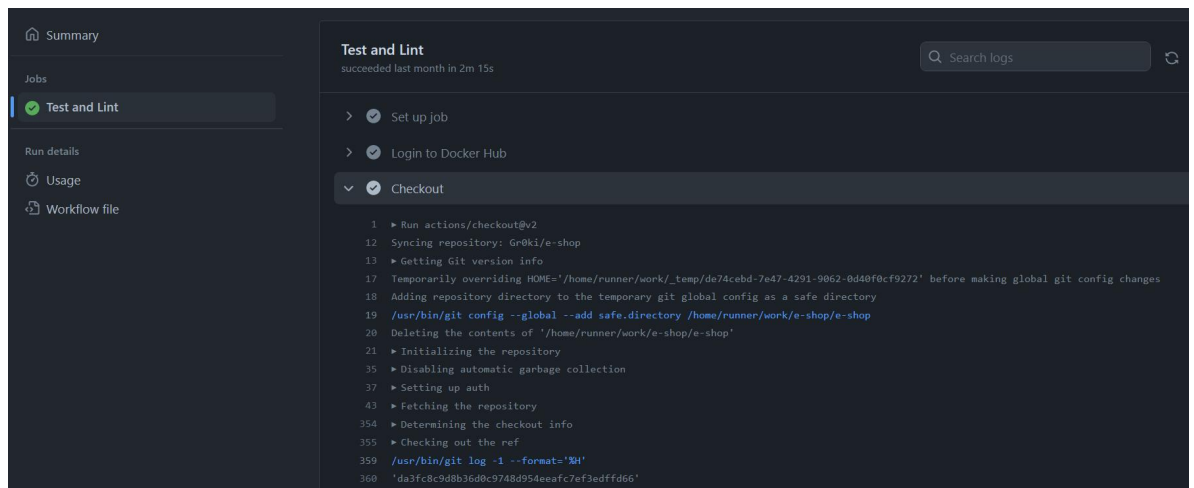 Summary
Jobs
Test and Lint
Run details
Usage
Workflow file
Test and Lint
succeeded last month in 2m 15s
Search logs
Set up job
Login to Docker Hub
Checkout
1 ▸ Run actions/checkout@v2
12 Syncing repository: Gr0ki/e-shop
13 ▸ Getting Git version info
17 Temporarily overriding HOME='/home/runner/work/_temp/de74cebd-7e47-4291-9062-0d40f0cf9272' before making global git config changes
18 Adding repository directory to the temporary git global config as a safe directory
19 /usr/bin/git config --global --add safe.directory /home/runner/work/e-shop/e-shop
20 Deleting the contents of '/home/runner/work/e-shop/e-shop'
21 ▸ Initializing the repository
35 ▸ Disabling automatic garbage collection
37 ▸ Setting up auth
43 ▸ Fetching the repository
354 ▸ Determining the checkout info
355 ▸ Checking out the ref
359 /usr/bin/git log -1 --format='%H'
360 'da3fc8c9d8b36d0c9748d954eeafc7ef3edffd66'